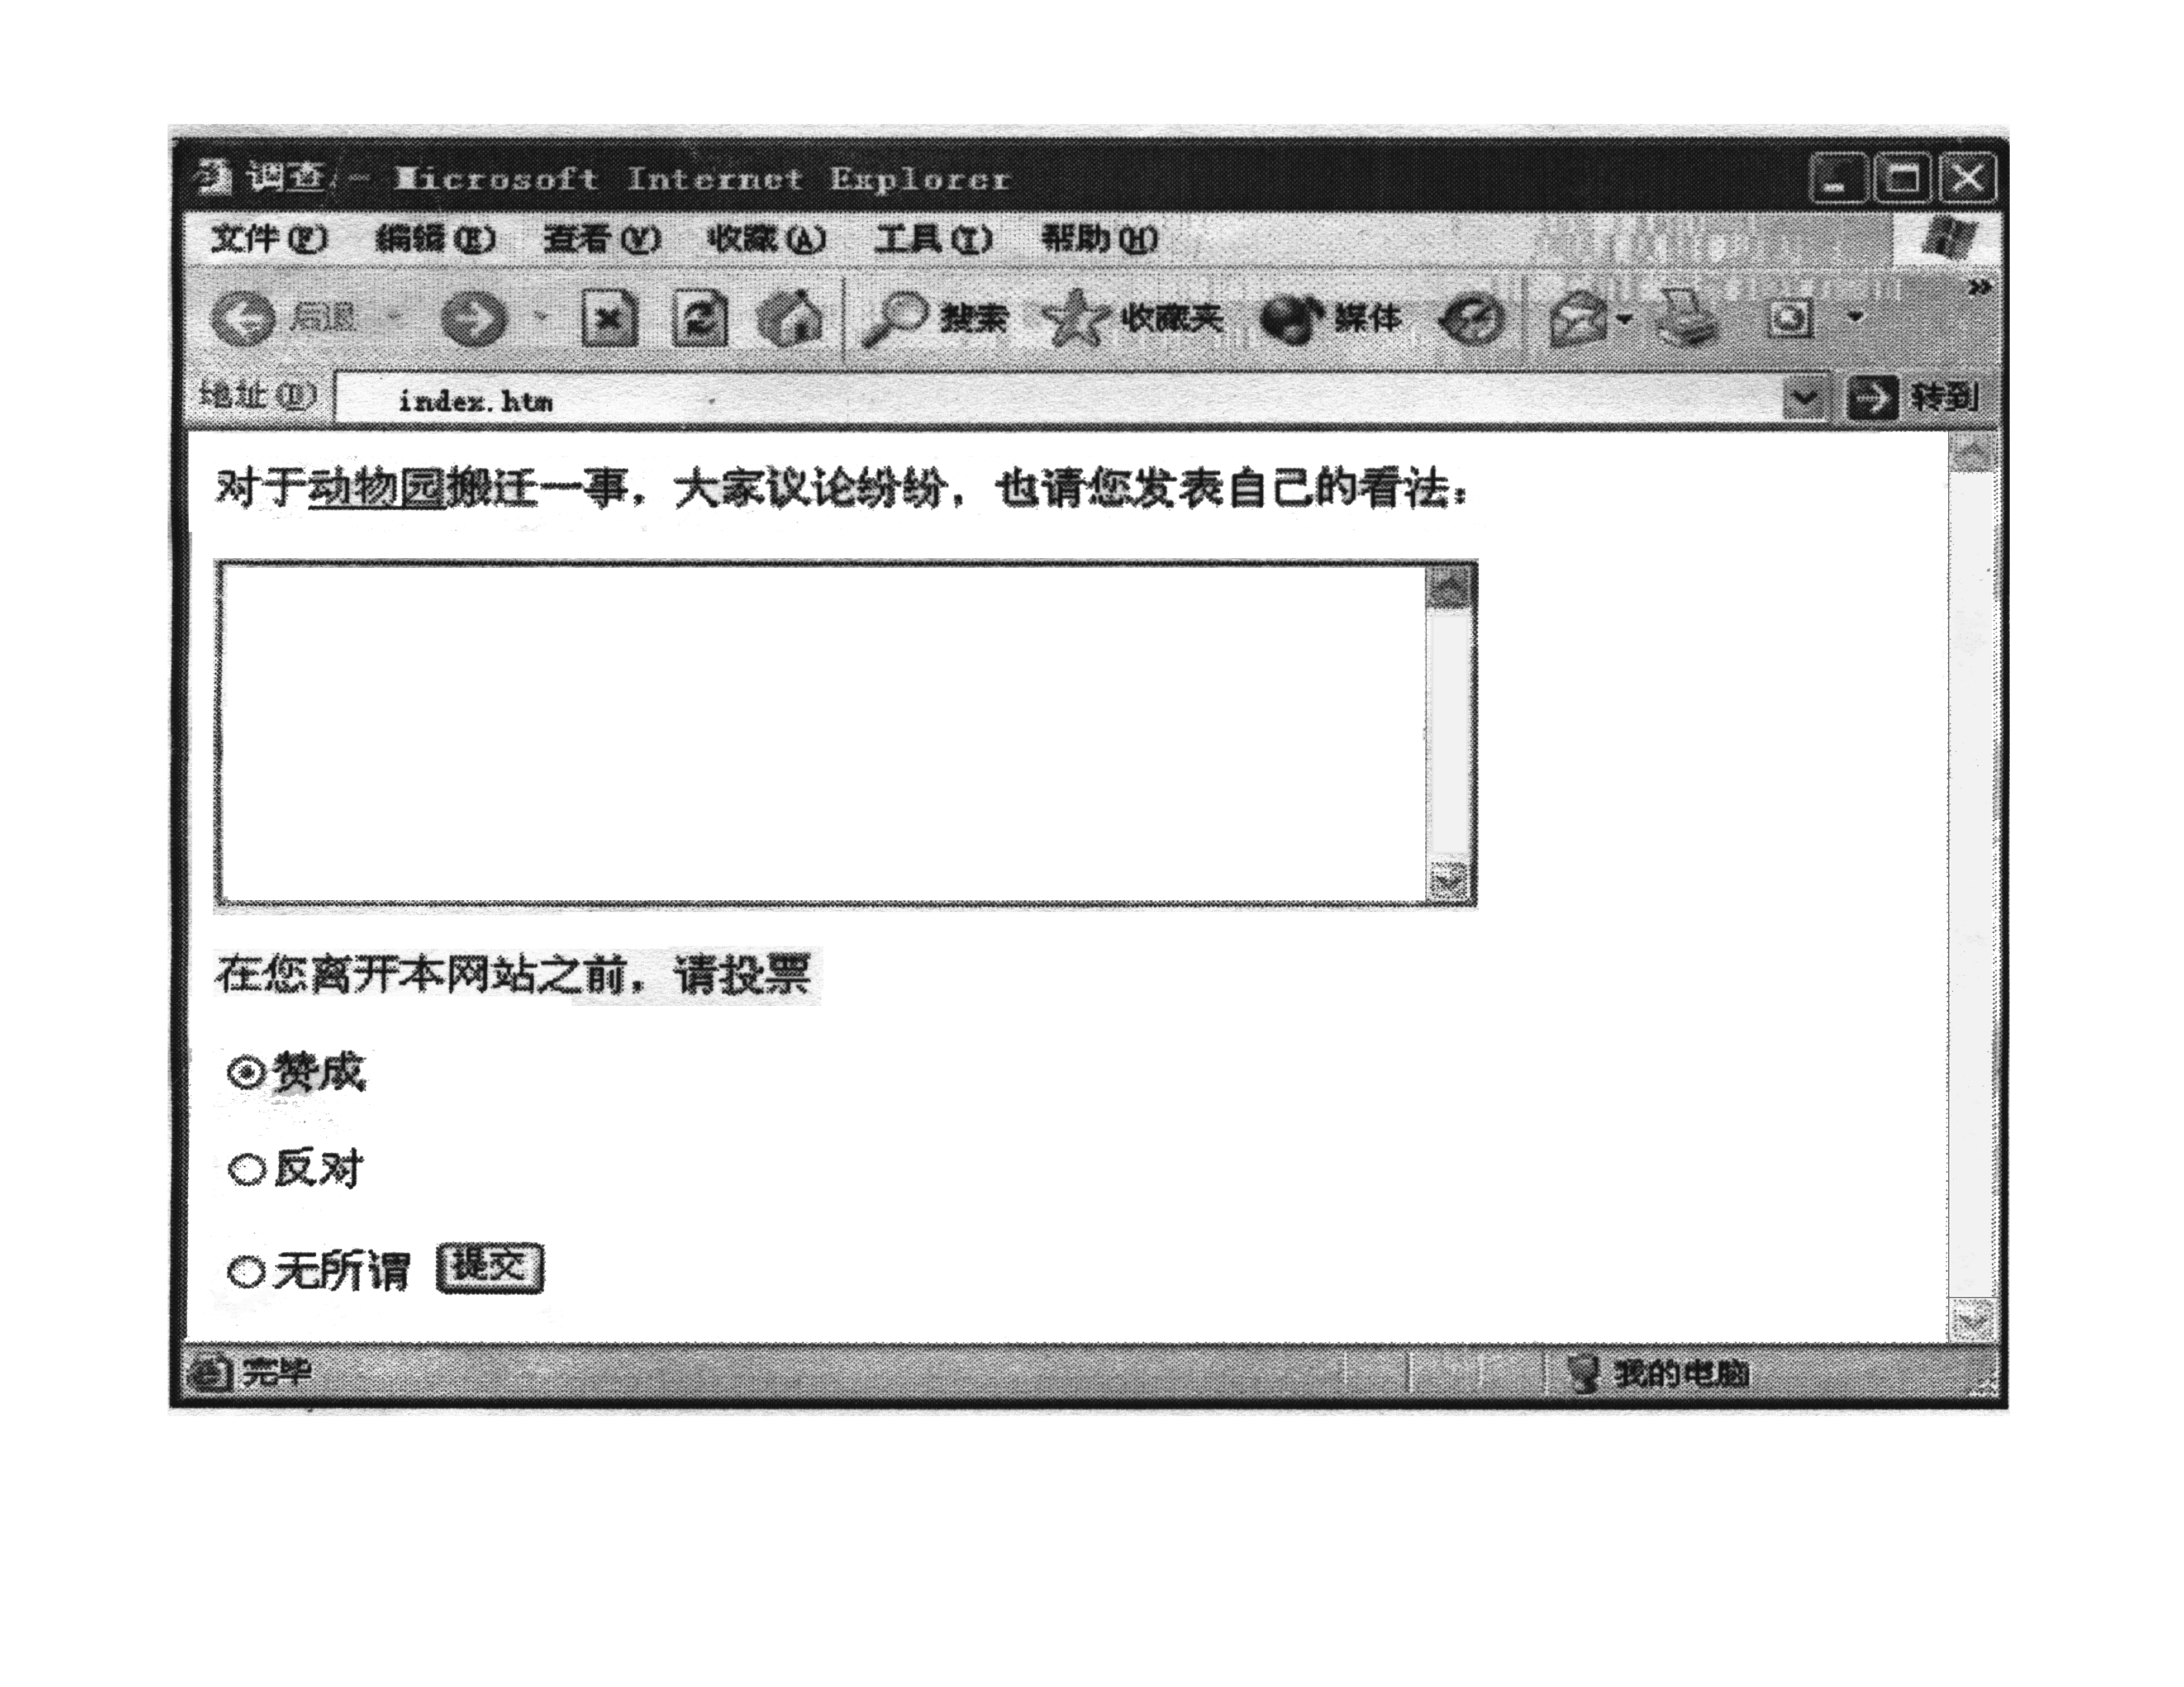 调查 - Microsoft Internet Explorer
文件(F) 编辑(E) 查看(V) 收藏(A) 工具(T) 帮助(H)
后退 搜索 收藏夹 媒体
地址(D) index.htm 转到
对于动物园搬迁一事，大家议论纷纷，也请您发表自己的看法：
在您离开本网站之前，请投票
赞成
反对
无所谓 提交
完毕 我的电脑